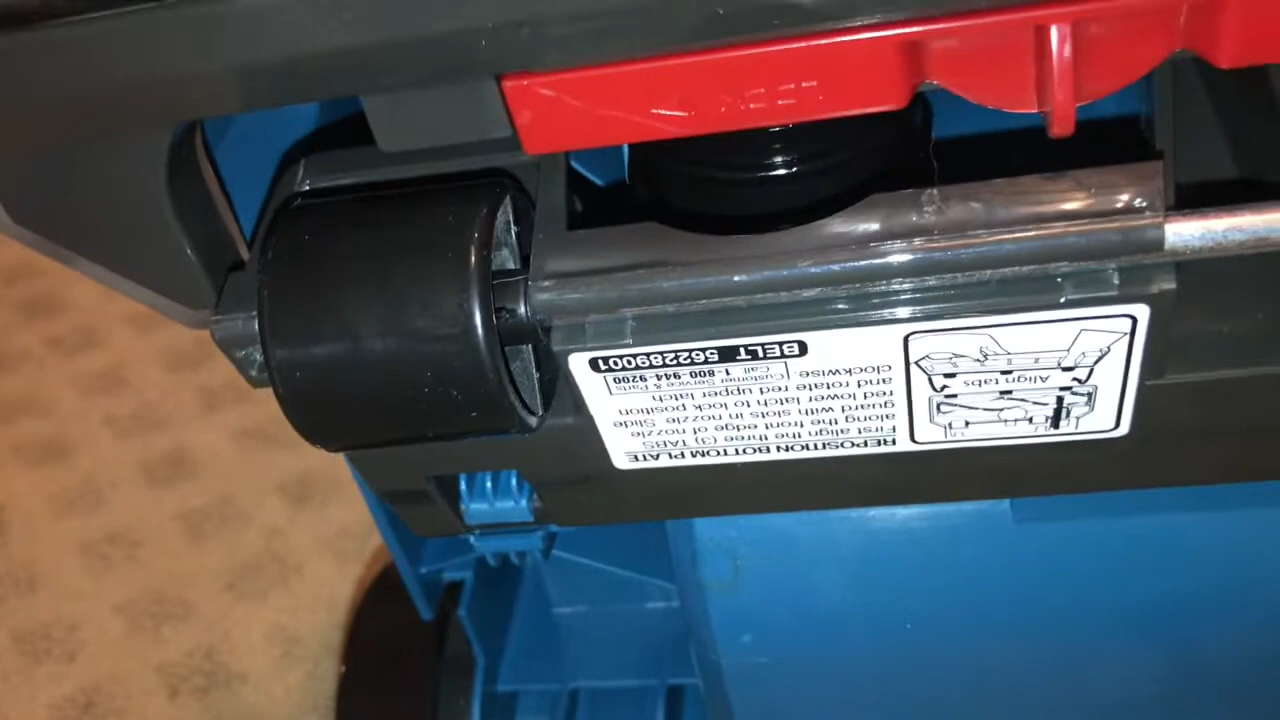 REPOSITION BOTTOM PLATE
First align the three (3) TABS
along the front edge of nozzle
guard with slots in nozzle. Slide
red lower latch to lock position
and rotate red upper latch
clockwise.
Customer Service & Parts
Call 1-800-944-9200
BELT 562289001
Align tabs
LOCK